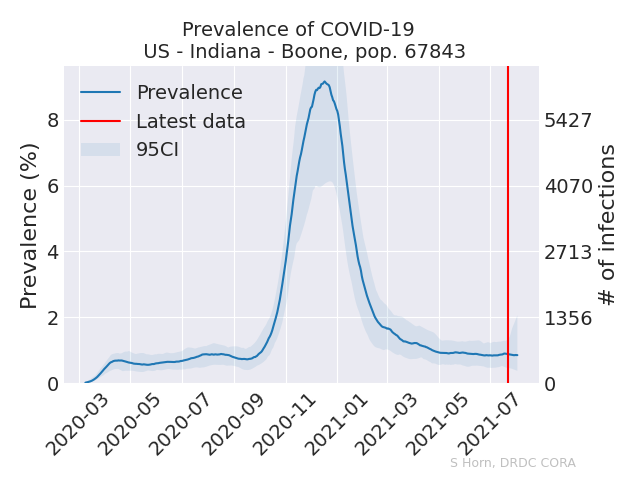 Prevalence of COVID-19
US - Indiana - Boone, pop. 67843
Prevalence
Latest data
95CI
Prevalence (%)
8
6
4
2
0
5427
4070
2713
1356
0
# of infections
2020-03
2020-05
2020-07
2020-09
2020-11
2021-01
2021-03
2021-05
2021-07
S Horn, DRDC CORA